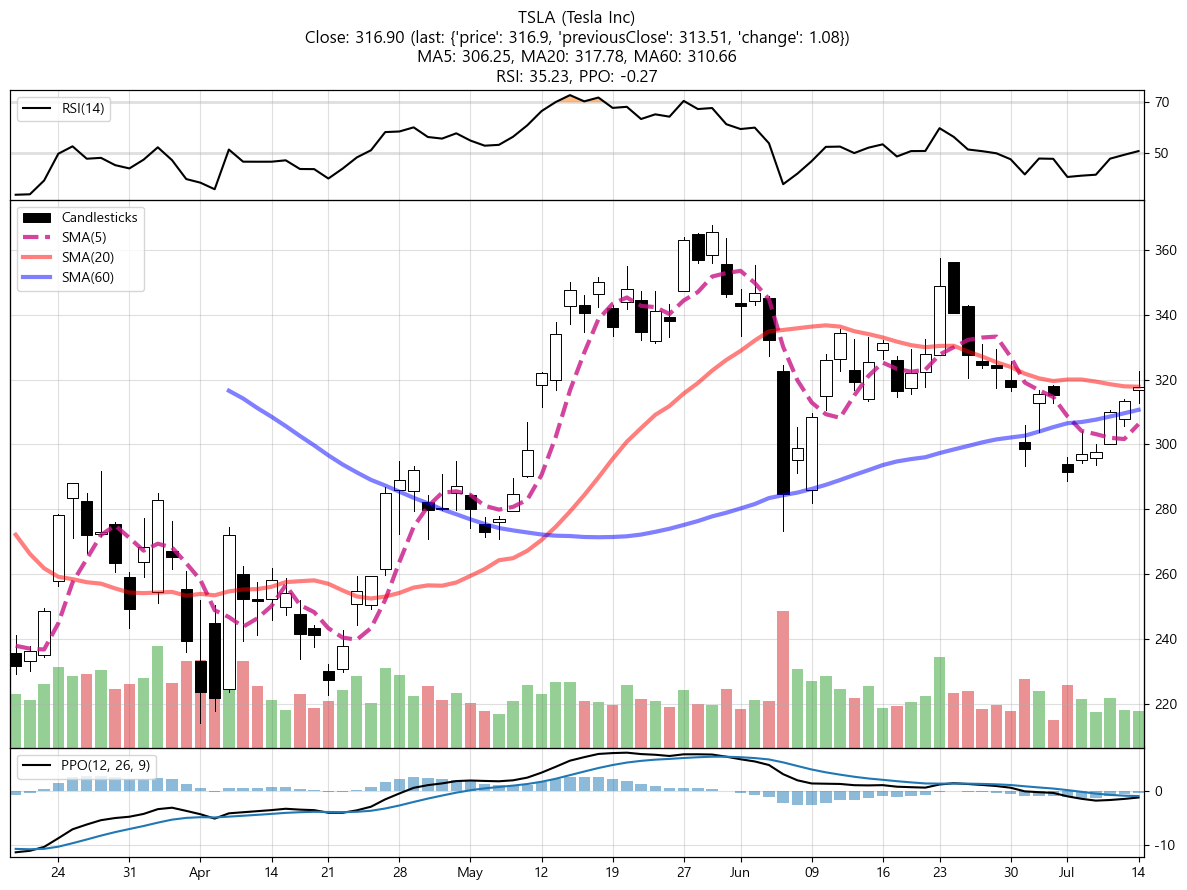 TSLA (Tesla Inc)
Close: 316.90 (last: {'price': 316.9, 'previousClose': 313.51, 'change': 1.08})
MA5: 306.25, MA20: 317.78, MA60: 310.66
RSI: 35.23, PPO: -0.27
RSI(14)
70
50
Candlesticks
SMA(5)
SMA(20)
SMA(60)
360
340
320
300
280
260
240
220
PPO(12, 26, 9)
0
-10
24 31 Apr 14 21 28 May 12 19 27 Jun 09 16 23 30 Jul 14